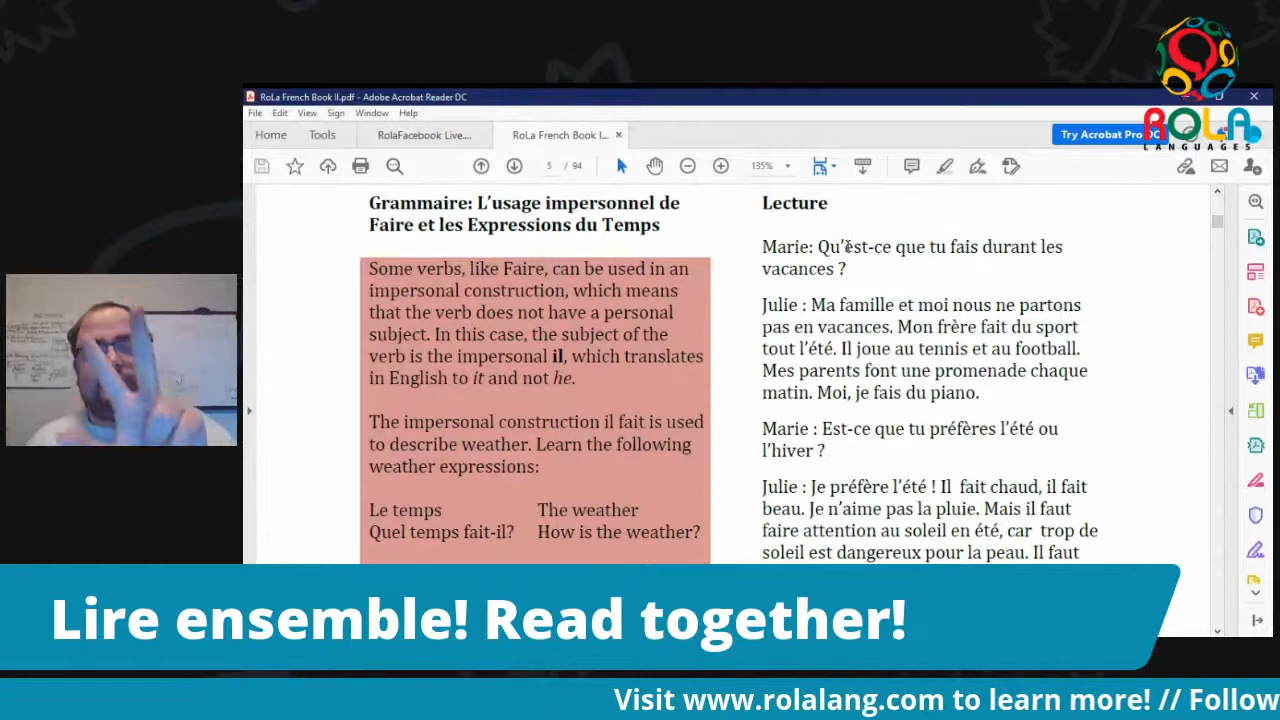 RoLa French Book II.pdf - Adobe Acrobat Reader DC
File Edit View Sign Window Help
Home Tools RolaFacebook Live... RoLa French Book I... ×
Try Acrobat Pro DC
ROLA
LANGUAGES
5 / 94
135%
Grammaire: L’usage impersonnel de
Faire et les Expressions du Temps
Some verbs, like Faire, can be used in an
impersonal construction, which means
that the verb does not have a personal
subject. In this case, the subject of the
verb is the impersonal il, which translates
in English to it and not he.
The impersonal construction il fait is used
to describe weather. Learn the following
weather expressions:
Le temps The weather
Quel temps fait-il? How is the weather?
Lecture
Marie: Qu’est-ce que tu fais durant les
vacances ?
Julie : Ma famille et moi nous ne partons
pas en vacances. Mon frère fait du sport
tout l’été. Il joue au tennis et au football.
Mes parents font une promenade chaque
matin. Moi, je fais du piano.
Marie : Est-ce que tu préfères l’été ou
l’hiver ?
Julie : Je préfère l’été ! Il fait chaud, il fait
beau. Je n’aime pas la pluie. Mais il faut
faire attention au soleil en été, car trop de
soleil est dangereux pour la peau. Il faut
Lire ensemble! Read together!
Visit www.rolalang.com to learn more! // Follow